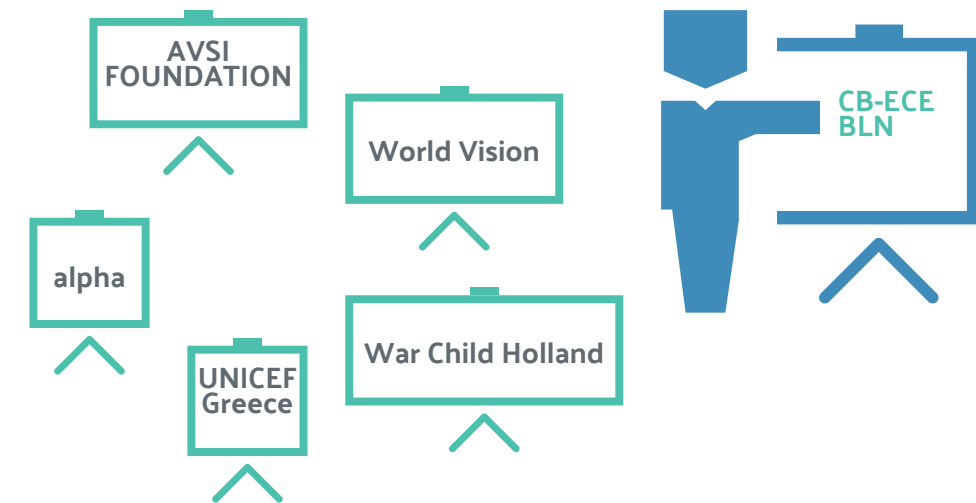 AVSI
FOUNDATION
World Vision
CB-ECE
BLN
alpha
War Child Holland
UNICEF
Greece